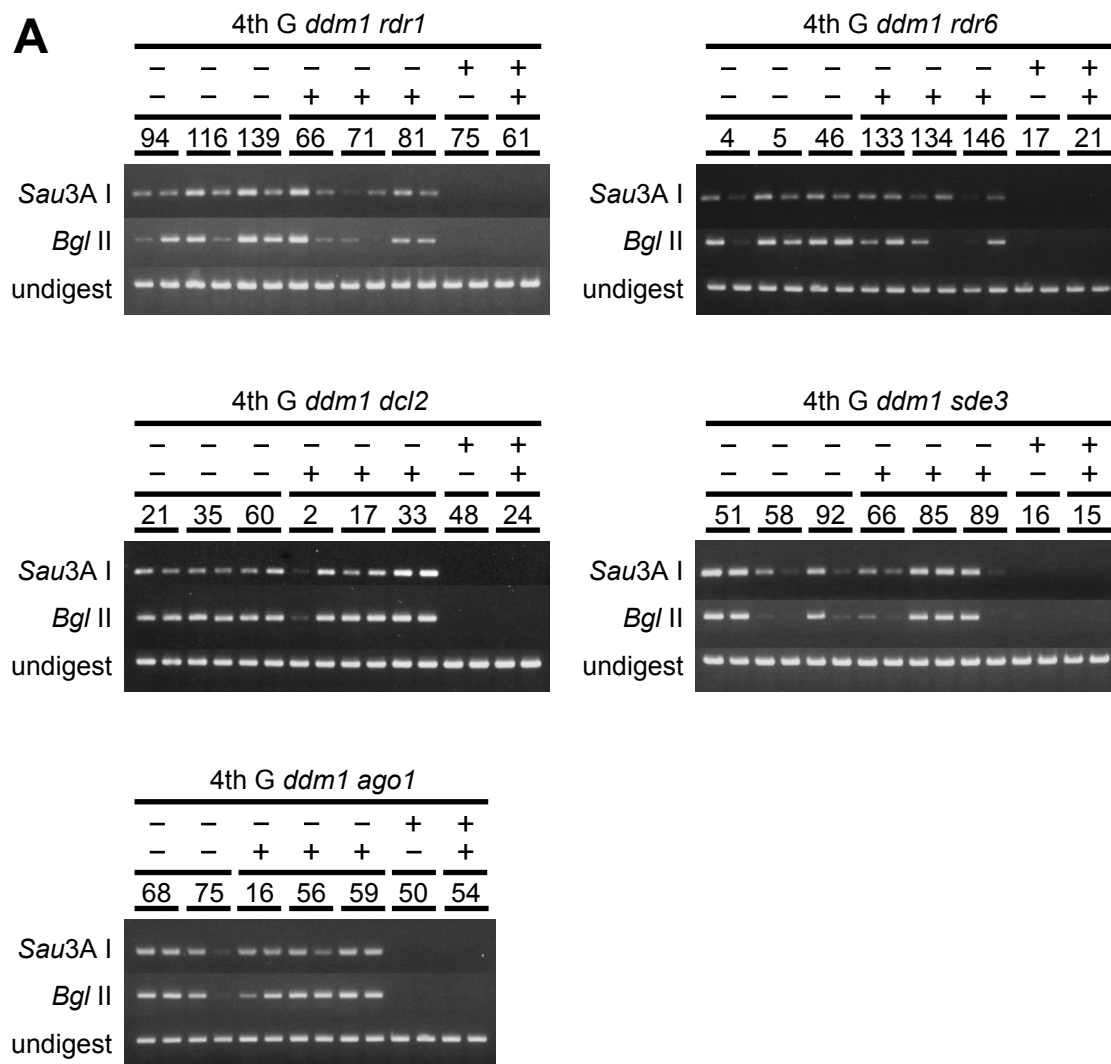 A
4th G ddm1 rdr1
– – – – – – + +
– – – + + + – +
94 116 139 66 71 81 75 61
Sau3A I
Bgl II
undigest
4th G ddm1 rdr6
– – – – – – + +
– – – + + + – +
4 5 46 133 134 146 17 21
Sau3A I
Bgl II
undigest
4th G ddm1 dcl2
– – – – – – + +
– – – + + + – +
21 35 60 2 17 33 48 24
Sau3A I
Bgl II
undigest
4th G ddm1 sde3
– – – – – – + +
– – – + + + – +
51 58 92 66 85 89 16 15
Sau3A I
Bgl II
undigest
4th G ddm1 ago1
– – – – – + +
– – + + + – +
68 75 16 56 59 50 54
Sau3A I
Bgl II
undigest